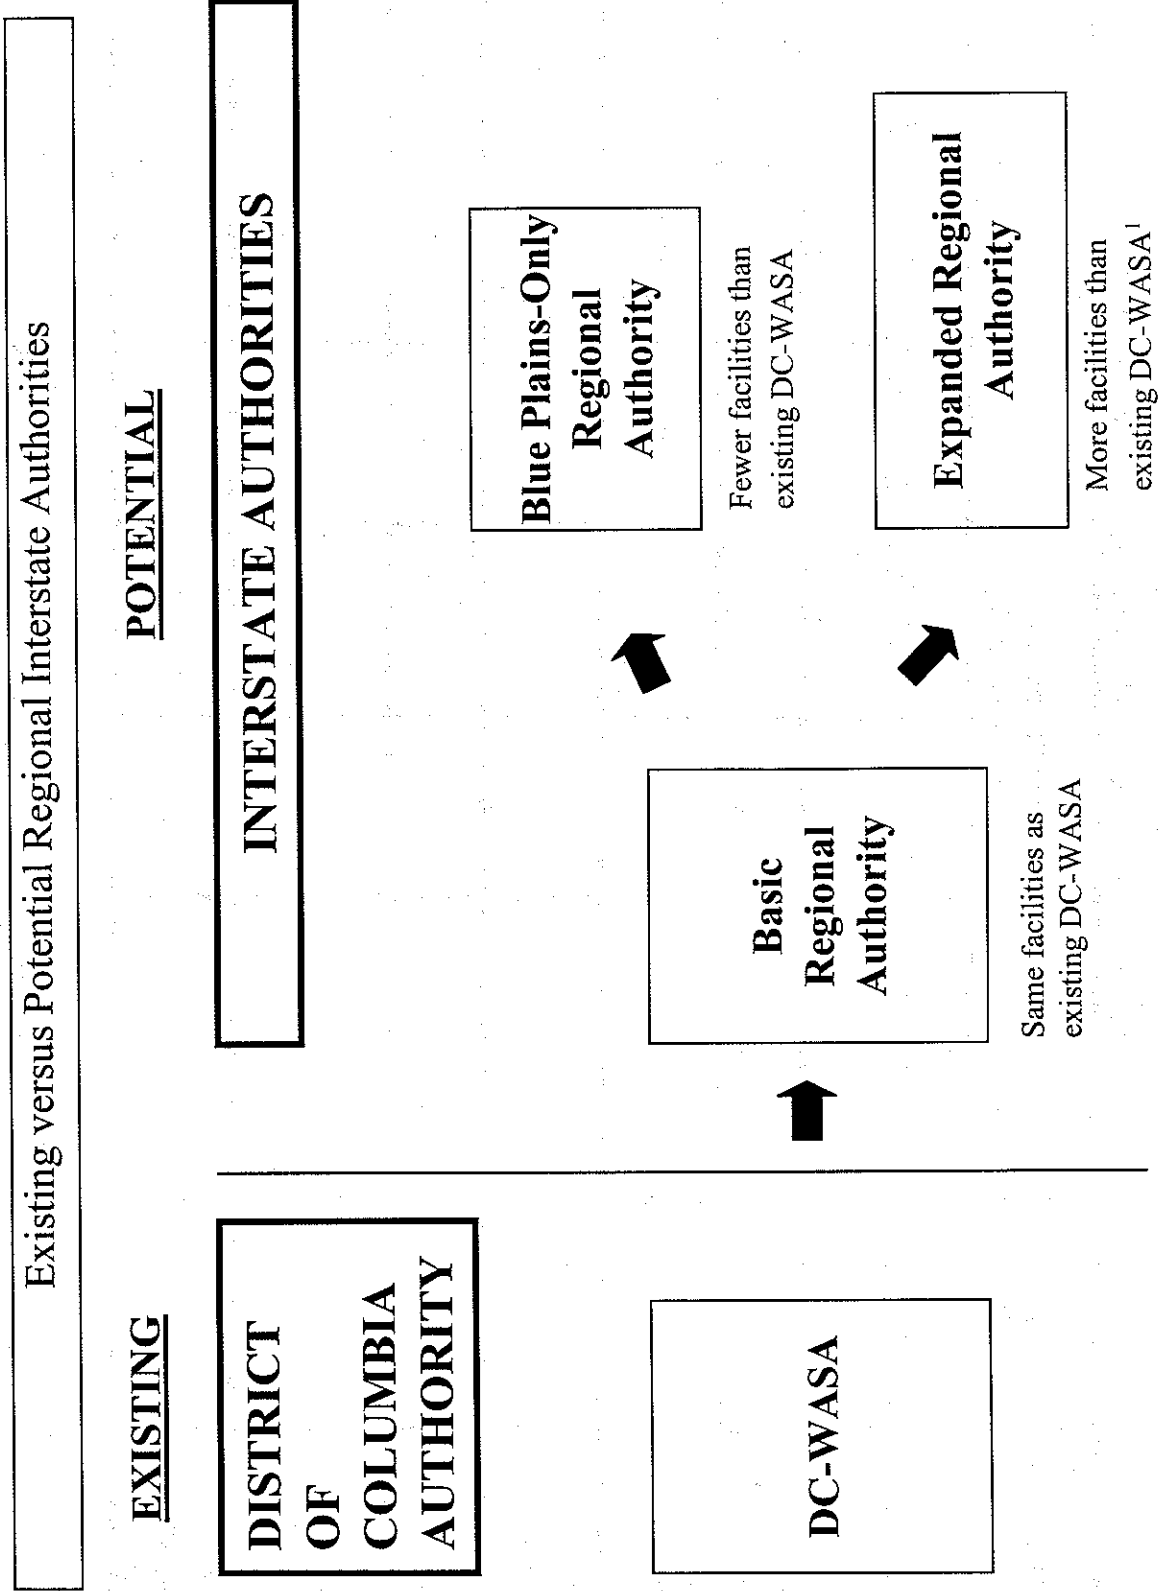 Existing versus Potential Regional Interstate Authorities
EXISTING
POTENTIAL
DISTRICT
OF
COLUMBIA
AUTHORITY
INTERSTATE AUTHORITIES
DC-WASA
Basic
Regional
Authority
Same facilities as
existing DC-WASA
Blue Plains-Only
Regional
Authority
Fewer facilities than
existing DC-WASA
Expanded Regional
Authority
More facilities than
existing DC-WASA¹